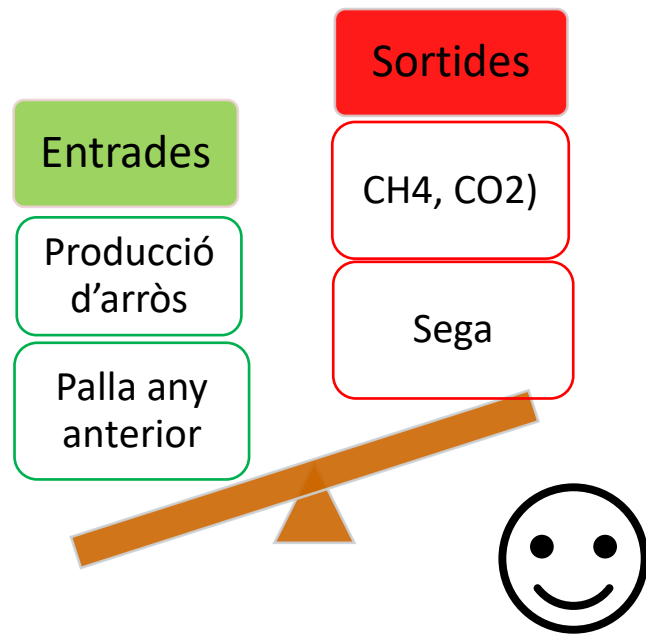 Entrades
Producció
d’arròs
Palla any
anterior
Sortides
CH4, CO2)
Sega